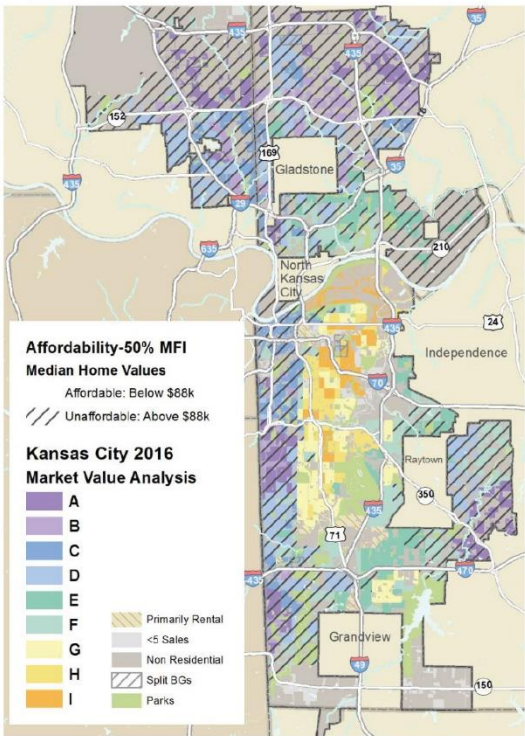 35
435
435
152
169
Gladstone
35
435
29
635
210
North
Kansas
City
435
24
Independence
70
Raytown
350
435
71
435
470
Grandview
49
150
Affordability-50% MFI
Median Home Values
Affordable: Below $88k
Unaffordable: Above $88k
Kansas City 2016
Market Value Analysis
A
B
C
D
E
F
G
H
I
Primarily Rental
<5 Sales
Non Residential
Split BGs
Parks